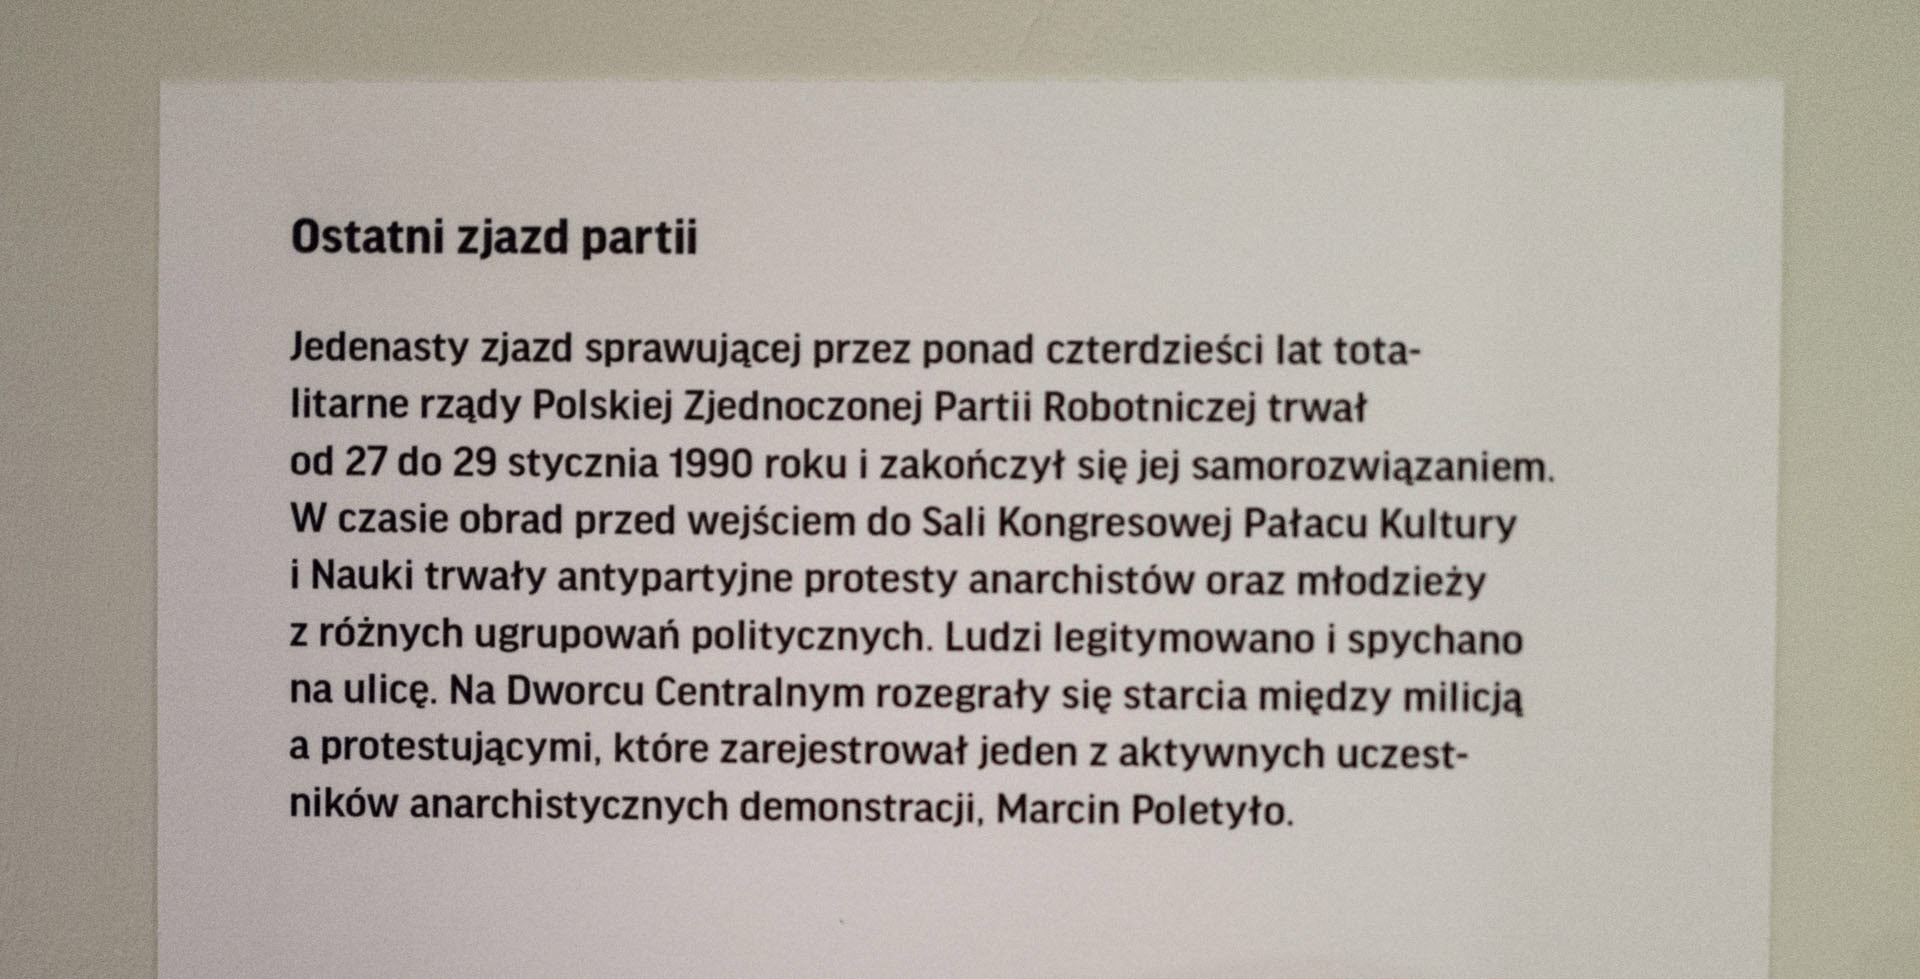 Ostatni zjazd partii
Jedenasty zjazd sprawującej przez ponad czterdzieści lat tota-
litarne rządy Polskiej Zjednoczonej Partii Robotniczej trwał
od 27 do 29 stycznia 1990 roku i zakończył się jej samorozwiązaniem.
W czasie obrad przed wejściem do Sali Kongresowej Pałacu Kultury
i Nauki trwały antypartyjne protesty anarchistów oraz młodzieży
z różnych ugrupowań politycznych. Ludzi legitymowano i spychano
na ulicę. Na Dworcu Centralnym rozegrały się starcia między milicją
a protestującymi, które zarejestrował jeden z aktywnych uczest-
ników anarchistycznych demonstracji, Marcin Poletyło.